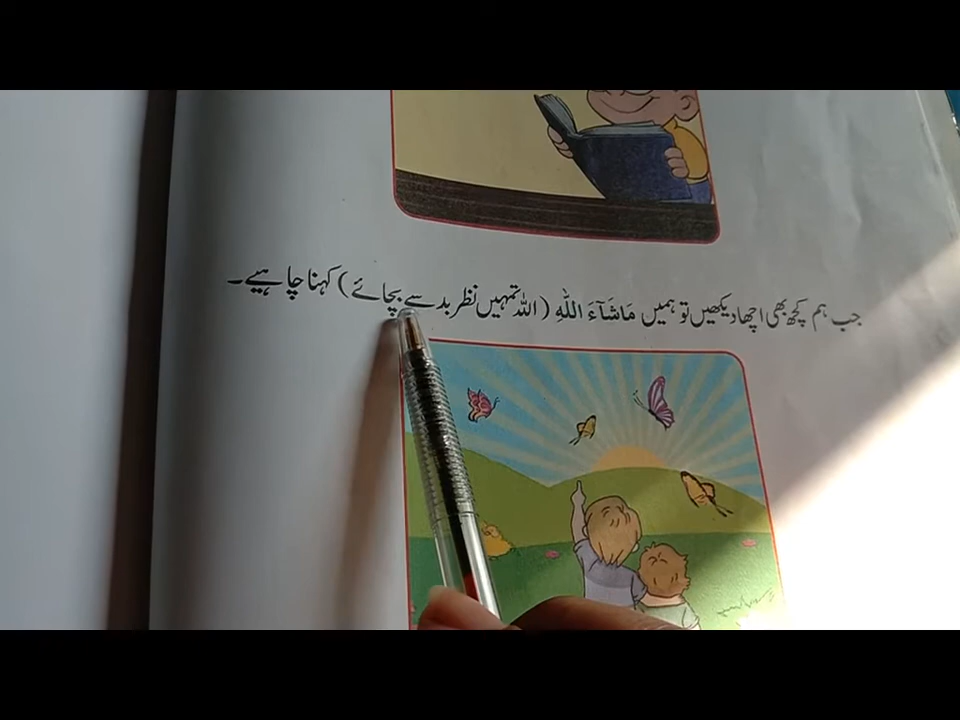 جب ہم کچھ بھی اچھا دیکھیں تو ہمیں مَاشَآءَ اللّٰهِ (اللہ تمہیں نظر بد سے بچائے) کہنا چاہیے۔